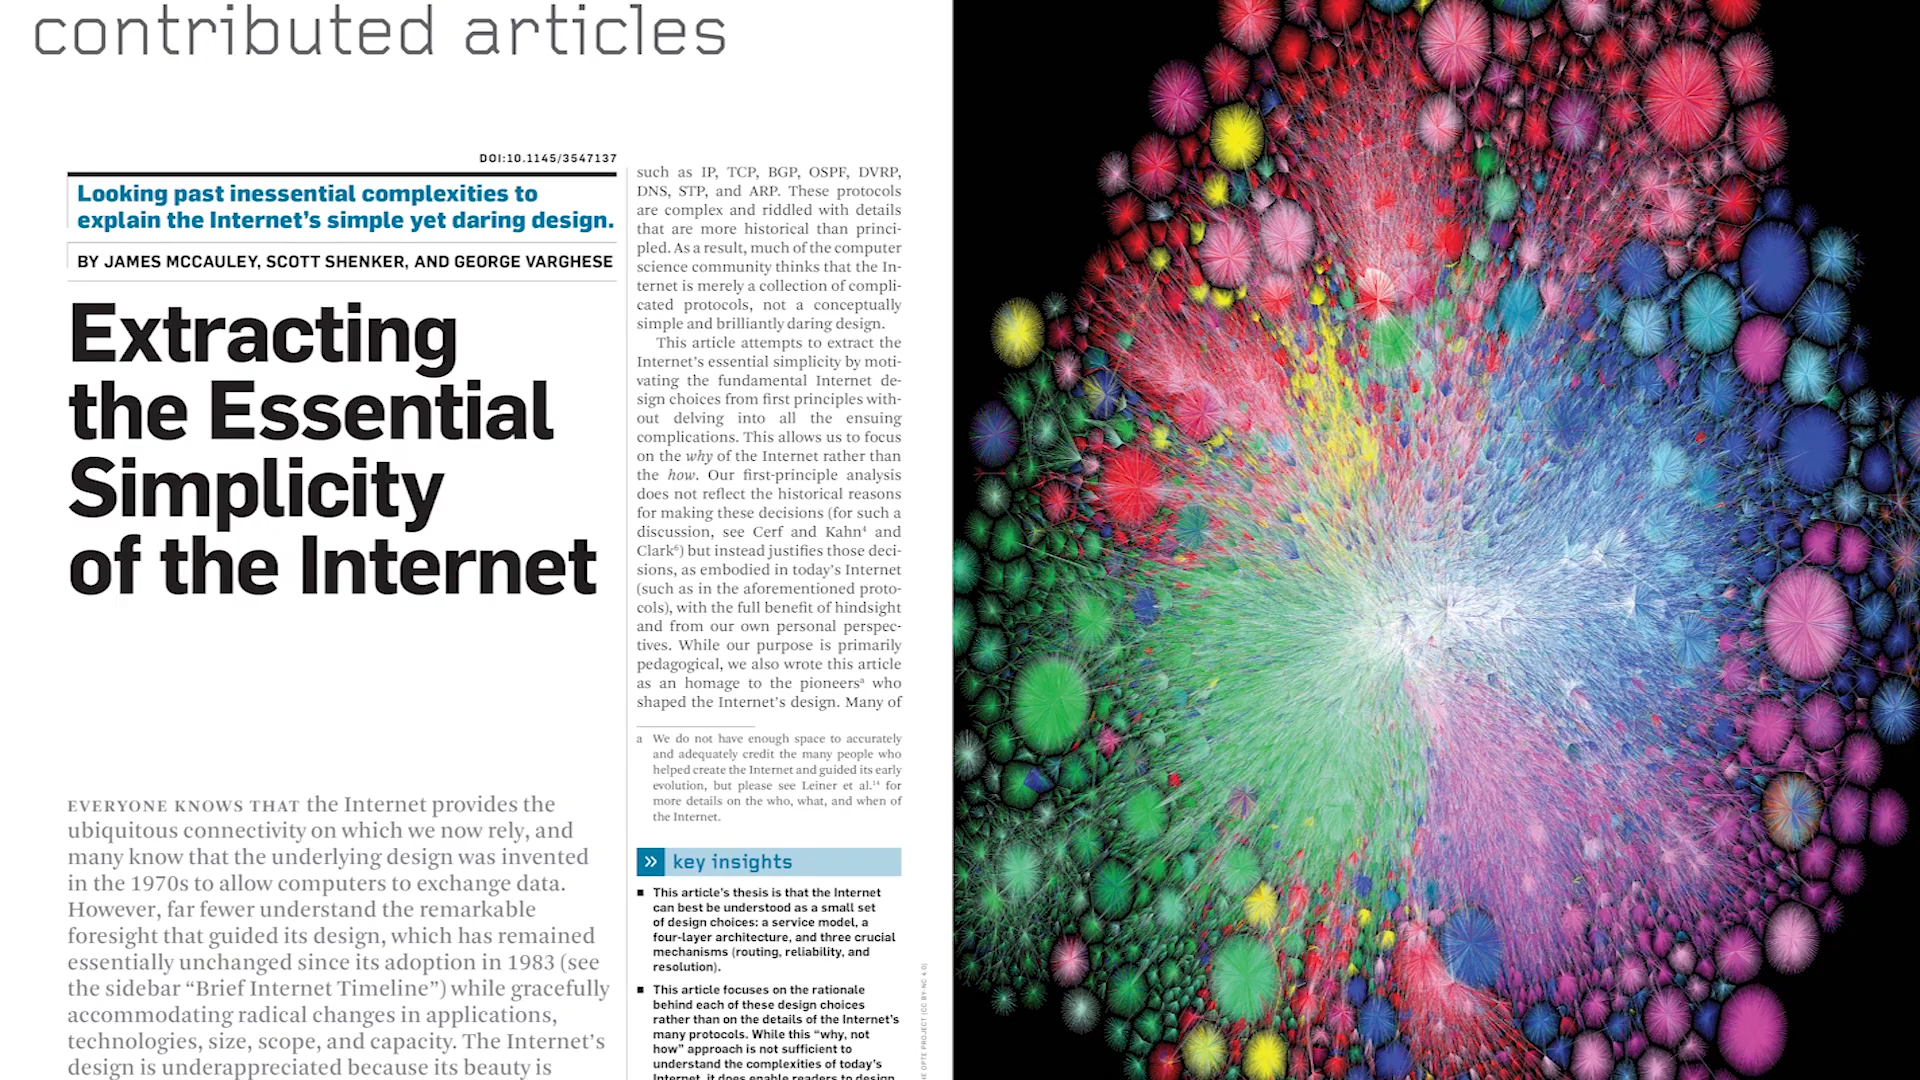 contributed articles
DOI:10.1145/3547137
Looking past inessential complexities to
explain the Internet's simple yet daring design.
BY JAMES MCCAULEY, SCOTT SHENKER, AND GEORGE VARGHESE
Extracting
the Essential
Simplicity
of the Internet
EVERYONE KNOWS THAT the Internet provides the
ubiquitous connectivity on which we now rely, and
many know that the underlying design was invented
in the 1970s to allow computers to exchange data.
However, far fewer understand the remarkable
foresight that guided its design, which has remained
essentially unchanged since its adoption in 1983 (see
the sidebar “Brief Internet Timeline”) while gracefully
accommodating radical changes in applications,
technologies, size, scope, and capacity. The Internet's
design is underappreciated because its beauty is
such as IP, TCP, BGP, OSPF, DVRP,
DNS, STP, and ARP. These protocols
are complex and riddled with details
that are more historical than princi-
pled. As a result, much of the computer
science community thinks that the In-
ternet is merely a collection of compli-
cated protocols, not a conceptually
simple and brilliantly daring design.
This article attempts to extract the
Internet's essential simplicity by moti-
vating the fundamental Internet de-
sign choices from first principles with-
out delving into all the ensuing
complications. This allows us to focus
on the why of the Internet rather than
the how. Our first-principle analysis
does not reflect the historical reasons
for making these decisions (for such a
discussion, see Cerf and Kahn⁴ and
Clark⁶) but instead justifies those deci-
sions, as embodied in today's Internet
(such as in the aforementioned proto-
cols), with the full benefit of hindsight
and from our own personal perspec-
tives. While our purpose is primarily
pedagogical, we also wrote this article
as an homage to the pioneersᵃ who
shaped the Internet's design. Many of
a We do not have enough space to accurately
and adequately credit the many people who
helped create the Internet and guided its early
evolution, but please see Leiner et al.¹⁴ for
more details on the who, what, and when of
the Internet.
» key insights
■ This article's thesis is that the Internet
can best be understood as a small set
of design choices: a service model, a
four-layer architecture, and three crucial
mechanisms (routing, reliability, and
resolution).
■ This article focuses on the rationale
behind each of these design choices
rather than on the details of the Internet's
many protocols. While this “why, not
how” approach is not sufficient to
understand the complexities of today's
Internet, it does enable readers to design
OPTE PROJECT (CC BY-NC 4.0)